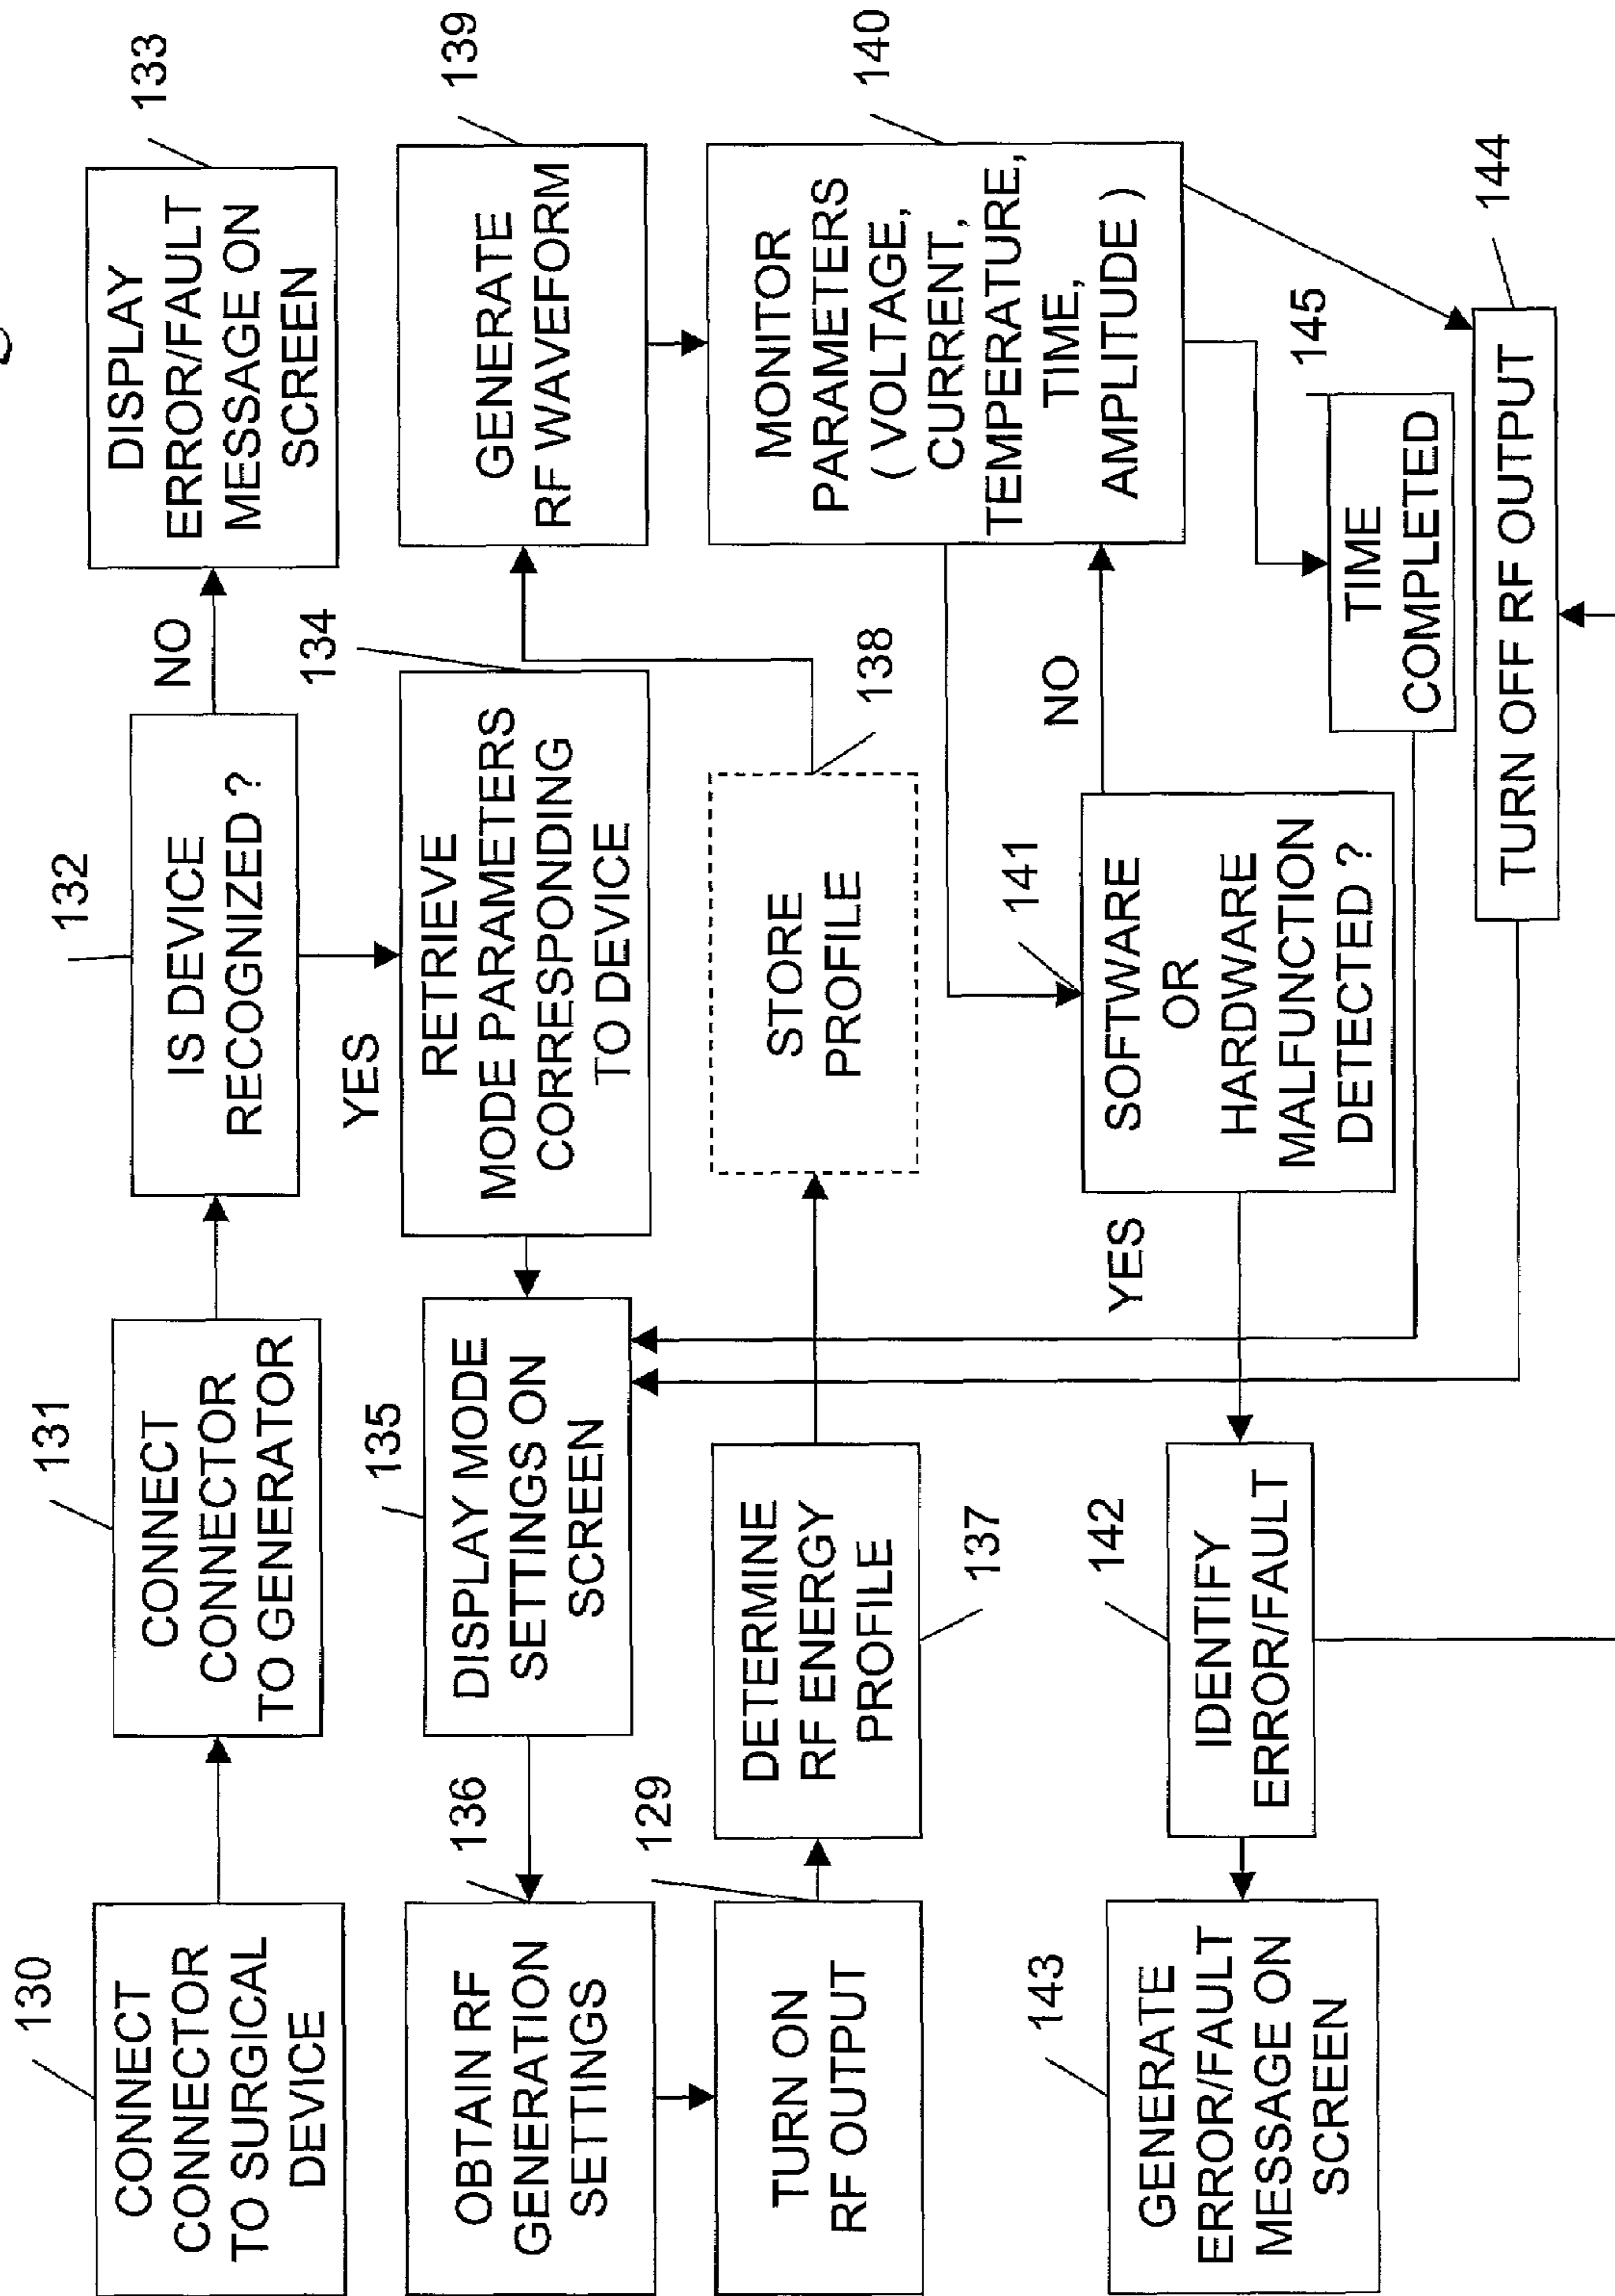 130
CONNECT
CONNECTOR
TO SURGICAL
DEVICE
131
CONNECT
CONNECTOR
TO GENERATOR
132
IS DEVICE
RECOGNIZED ?
NO
133
DISPLAY
ERROR/FAULT
MESSAGE ON
SCREEN
YES
134
RETRIEVE
MODE PARAMETERS
CORRESPONDING
TO DEVICE
135
DISPLAY MODE
SETTINGS ON
SCREEN
136
OBTAIN RF
GENERATION
SETTINGS
129
TURN ON
RF OUTPUT
DETERMINE
RF ENERGY
PROFILE
137
STORE
PROFILE
138
139
GENERATE
RF WAVEFORM
140
MONITOR
PARAMETERS
( VOLTAGE,
CURRENT,
TEMPERATURE,
TIME,
AMPLITUDE )
141
SOFTWARE
OR
HARDWARE
MALFUNCTION
DETECTED ?
NO
YES
142
IDENTIFY
ERROR/FAULT
143
GENERATE
ERROR/FAULT
MESSAGE ON
SCREEN
145
TIME
COMPLETED
144
TURN OFF RF OUTPUT